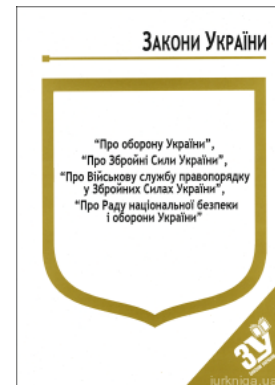 ЗАКОНИ УКРАЇНИ
“Про оборону України”,
“Про Збройні Сили України”,
“Про Військову службу правопорядку
у Збройних Силах України”,
“Про Раду національної безпеки
і оборони України”
ЗУ
jurkniga.ua